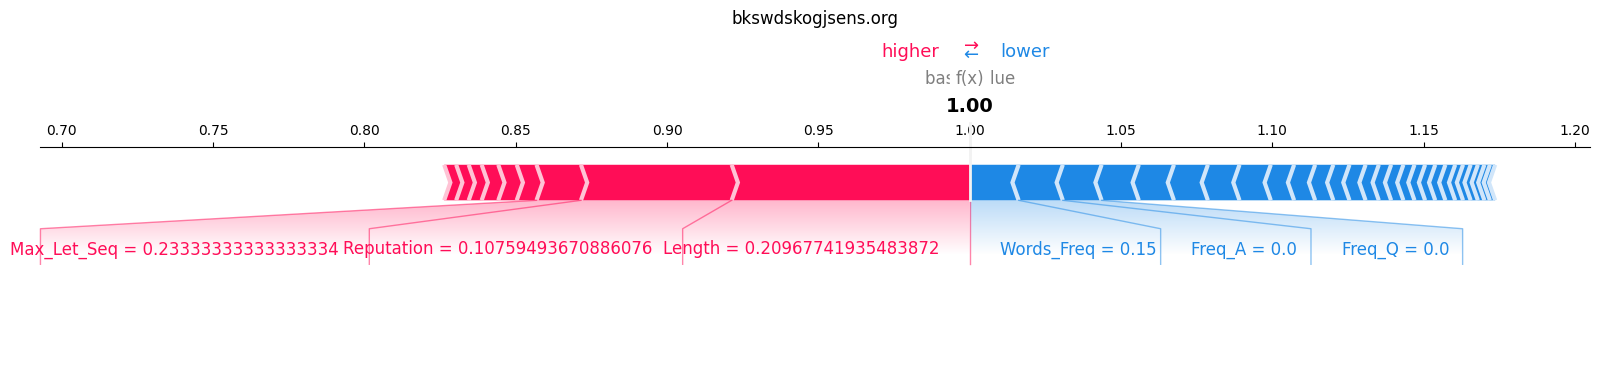 bkswdskogjsens.org
higher → ← lower
bas f(x) lue
1.00
0.70 0.75 0.80 0.85 0.90 0.95 1.00 1.05 1.10 1.15 1.20
Max_Let_Seq = 0.23333333333333334 Reputation = 0.10759493670886076 Length = 0.20967741935483872 Words_Freq = 0.15 Freq_A = 0.0 Freq_Q = 0.0